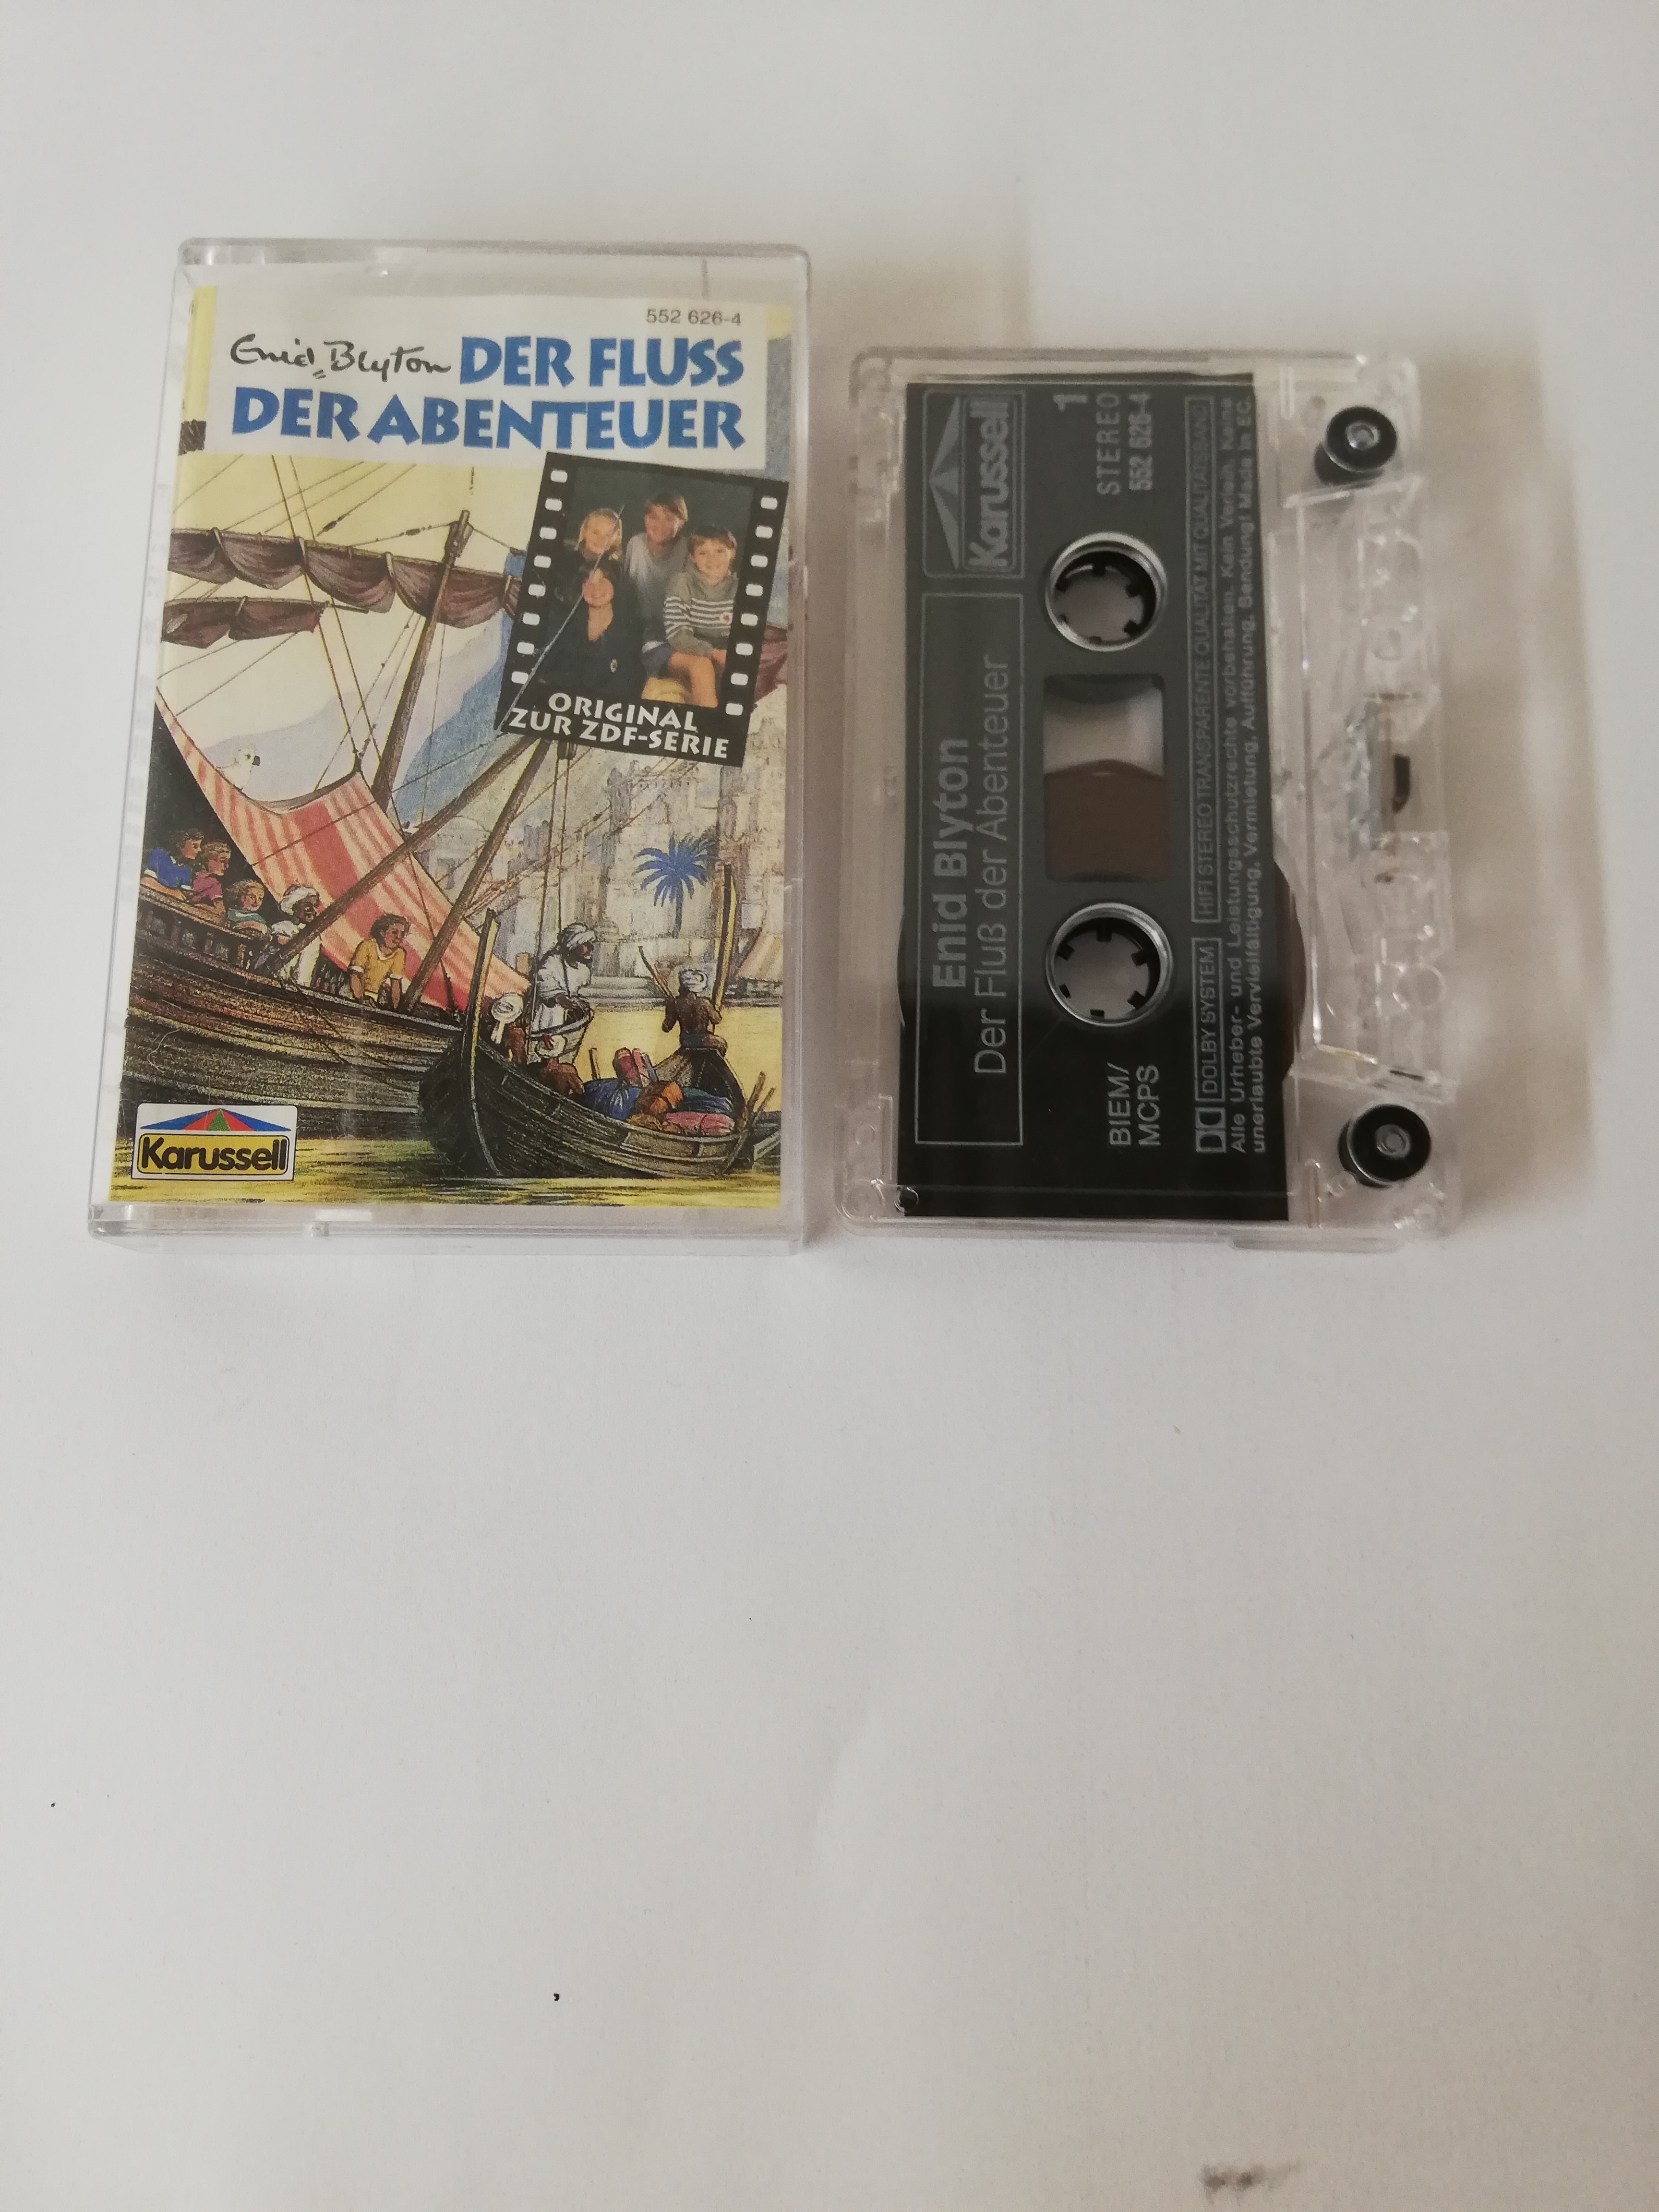 552 626-4
Enid Blyton DER FLUSS
DER ABENTEUER
ORIGINAL
ZUR ZDF-SERIE
Karussell
Karussell
Enid Blyton
Der Fluß der Abenteuer
1
STEREO
552 626-4
BIEM/
MCPS
DOLBY SYSTEM HIFI STEREO TRANSPARENTE QUALITÄT MIT QUALITÄTSBAND
Alle Urheber- und Leistungsschutzrechte vorbehalten. Kein Verleih. Keine
unerlaubte Vervielfältigung, Vermietung, Aufführung, Sendung! Made in EC.